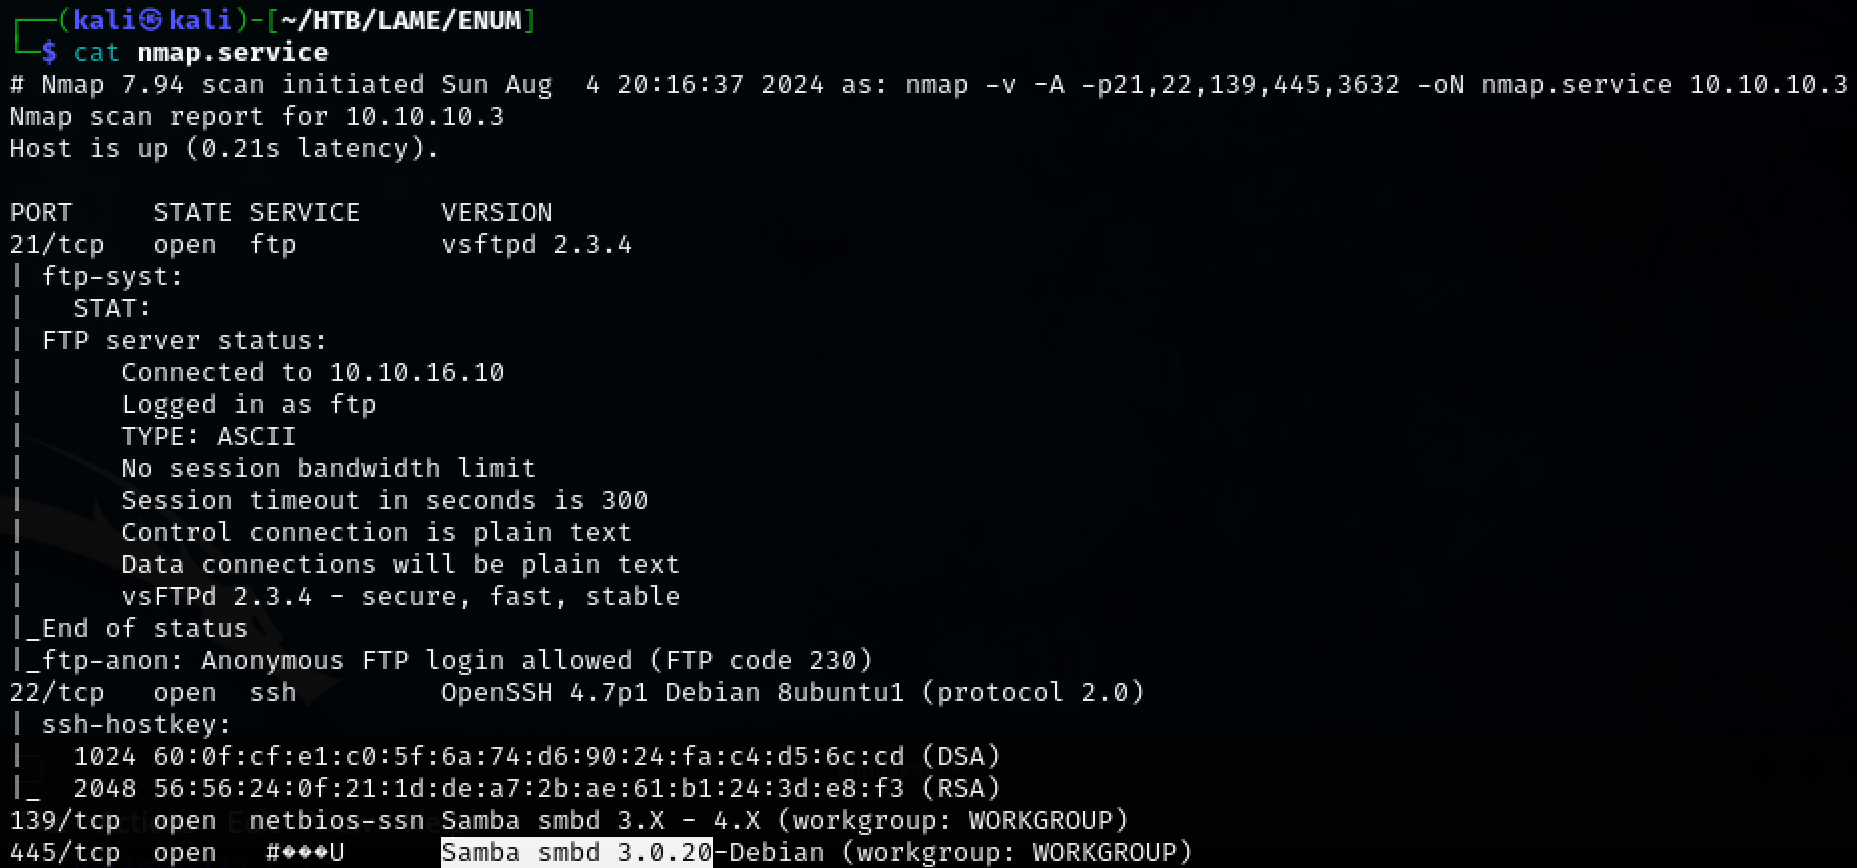 ┌──(kali㉿kali)-[~/HTB/LAME/ENUM]
└─$ cat nmap.service
# Nmap 7.94 scan initiated Sun Aug  4 20:16:37 2024 as: nmap -v -A -p21,22,139,445,3632 -oN nmap.service 10.10.10.3
Nmap scan report for 10.10.10.3
Host is up (0.21s latency).

PORT     STATE SERVICE     VERSION
21/tcp   open  ftp         vsftpd 2.3.4
| ftp-syst:
|   STAT:
| FTP server status:
|      Connected to 10.10.16.10
|      Logged in as ftp
|      TYPE: ASCII
|      No session bandwidth limit
|      Session timeout in seconds is 300
|      Control connection is plain text
|      Data connections will be plain text
|      vsFTPd 2.3.4 - secure, fast, stable
|_End of status
|_ftp-anon: Anonymous FTP login allowed (FTP code 230)
22/tcp   open  ssh         OpenSSH 4.7p1 Debian 8ubuntu1 (protocol 2.0)
| ssh-hostkey:
|   1024 60:0f:cf:e1:c0:5f:6a:74:d6:90:24:fa:c4:d5:6c:cd (DSA)
|_  2048 56:56:24:0f:21:1d:de:a7:2b:ae:61:b1:24:3d:e8:f3 (RSA)
139/tcp  open  netbios-ssn Samba smbd 3.X - 4.X (workgroup: WORKGROUP)
445/tcp  open   #���U      Samba smbd 3.0.20-Debian (workgroup: WORKGROUP)